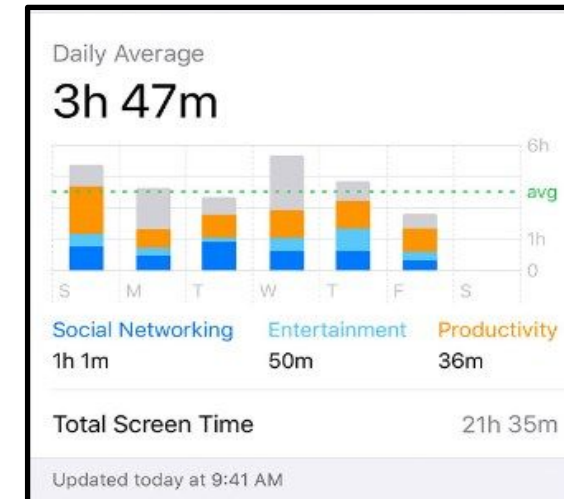 Daily Average
3h 47m
6h
avg
1h
0
S M T W T F S
Social Networking Entertainment Productivity
1h 1m 50m 36m
Total Screen Time 21h 35m
Updated today at 9:41 AM